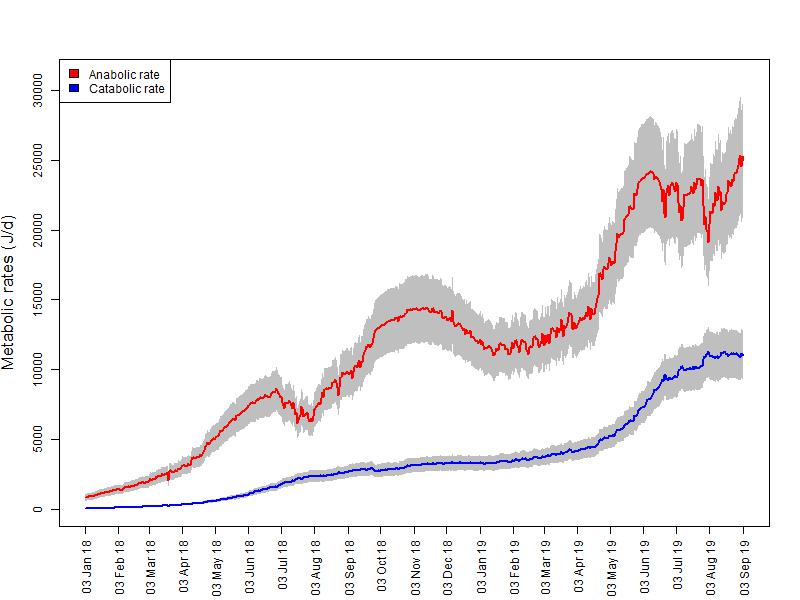 Anabolic rate
Catabolic rate
Metabolic rates (J/d)
30000
25000
20000
15000
10000
5000
0
03 Jan 18
03 Feb 18
03 Mar 18
03 Apr 18
03 May 18
03 Jun 18
03 Jul 18
03 Aug 18
03 Sep 18
03 Oct 18
03 Nov 18
03 Dec 18
03 Jan 19
03 Feb 19
03 Mar 19
03 Apr 19
03 May 19
03 Jun 19
03 Jul 19
03 Aug 19
03 Sep 19